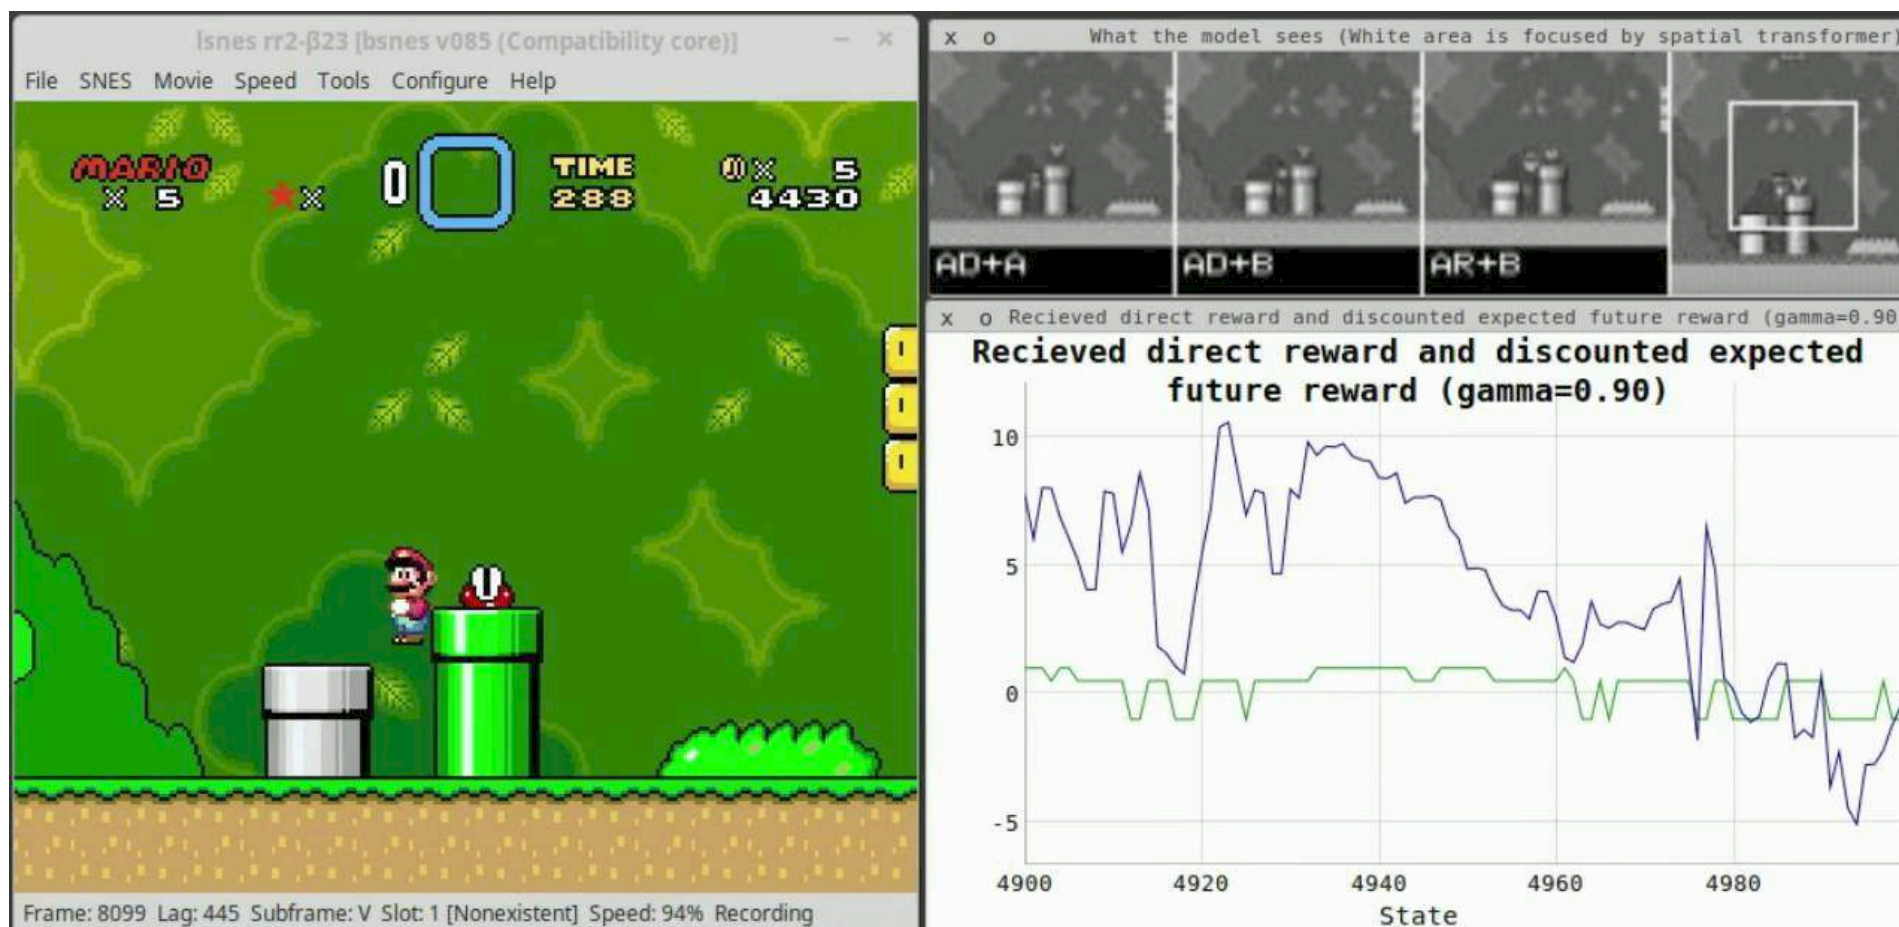 lsnes rr2-β23 [bsnes v085 (Compatibility core)]
File SNES Movie Speed Tools Configure Help
MARIO
x 5
★x
0
TIME
288
x 5
4430
Frame: 8099 Lag: 445 Subframe: V Slot: 1 [Nonexistent] Speed: 94% Recording
x o What the model sees (White area is focused by spatial transformer)
AD+A
AD+B
AR+B
x o Recieved direct reward and discounted expected future reward (gamma=0.90
Recieved direct reward and discounted expected
future reward (gamma=0.90)
10
5
0
-5
4900 4920 4940 4960 4980
State